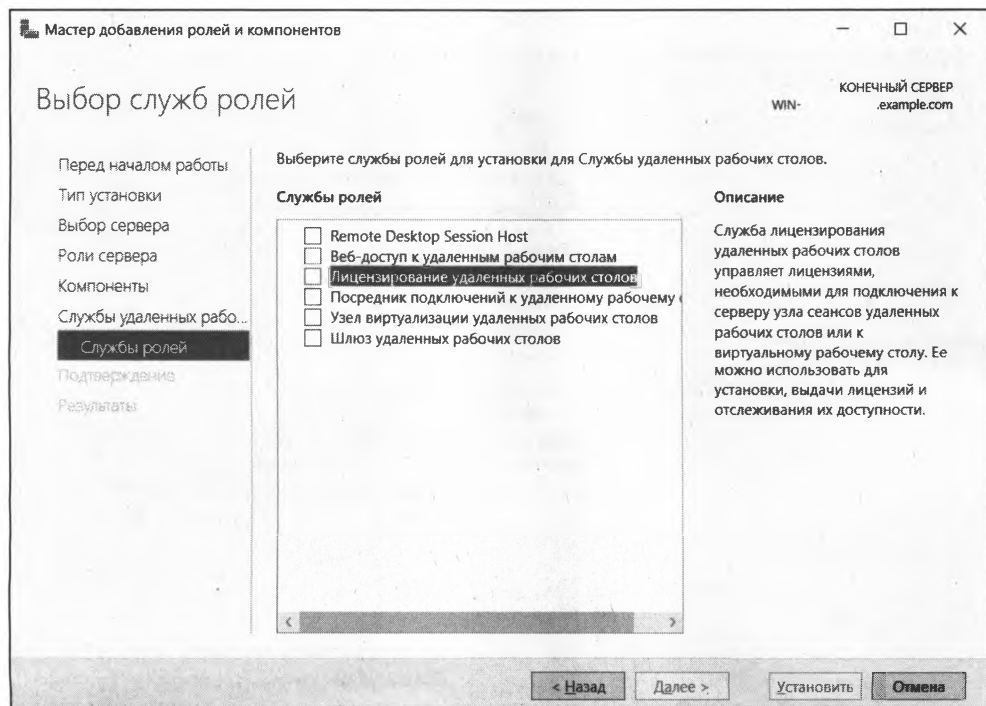 Мастер добавления ролей и компонентов
Выбор служб ролей
КОНЕЧНЫЙ СЕРВЕР
WIN- .example.com
Перед началом работы
Тип установки
Выбор сервера
Роли сервера
Компоненты
Службы удаленных рабо...
Службы ролей
Подтверждение
Результаты
Выберите службы ролей для установки для Службы удаленных рабочих столов.
Службы ролей
Remote Desktop Session Host
Веб-доступ к удаленным рабочим столам
Лицензирование удаленных рабочих столов
Посредник подключений к удаленному рабочему
Узел виртуализации удаленных рабочих столов
Шлюз удаленных рабочих столов
Описание
Служба лицензирования
удаленных рабочих столов
управляет лицензиями,
необходимыми для подключения к
серверу узла сеансов удаленных
рабочих столов или к
виртуальному рабочему столу. Ее
можно использовать для
установки, выдачи лицензий и
отслеживания их доступности.
< Назад
Далее >
Установить
Отмена